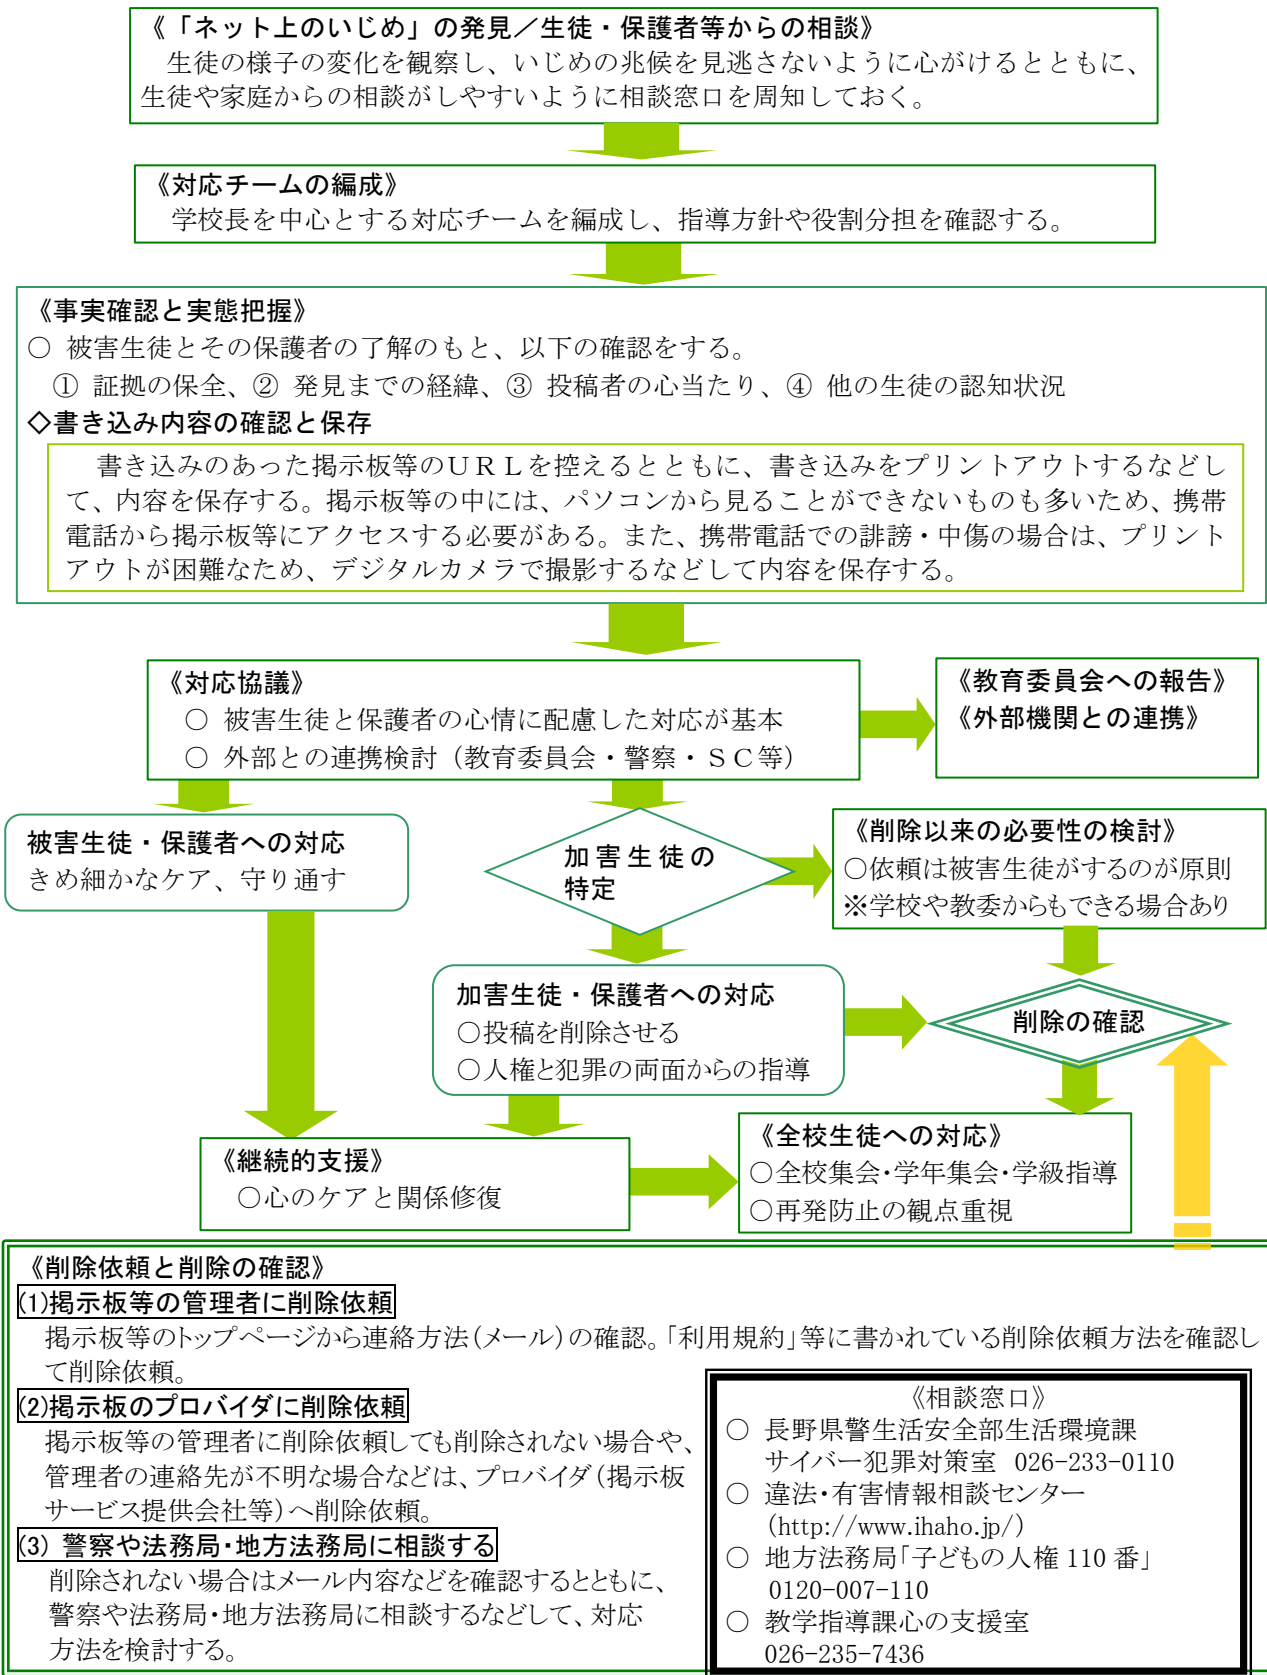 《「ネット上のいじめ」の発見／生徒・保護者等からの相談》
生徒の様子の変化を観察し、いじめの兆候を見逃さないように心がけるとともに、
生徒や家庭からの相談がしやすいように相談窓口を周知しておく。
《対応チームの編成》
学校長を中心とする対応チームを編成し、指導方針や役割分担を確認する。
《事実確認と実態把握》
○ 被害生徒とその保護者の了解のもと、以下の確認をする。
① 証拠の保全、② 発見までの経緯、③ 投稿者の心当たり、④ 他の生徒の認知状況
◇書き込み内容の確認と保存
書き込みのあった掲示板等のＵＲＬを控えるとともに、書き込みをプリントアウトするなどし
て、内容を保存する。掲示板等の中には、パソコンから見ることができないものも多いため、携帯
電話から掲示板等にアクセスする必要がある。また、携帯電話での誹謗・中傷の場合は、プリント
アウトが困難なため、デジタルカメラで撮影するなどして内容を保存する。
《対応協議》
○ 被害生徒と保護者の心情に配慮した対応が基本
○ 外部との連携検討（教育委員会・警察・ＳＣ等）
《教育委員会への報告》
《外部機関との連携》
被害生徒・保護者への対応
きめ細かなケア、守り通す
加害生徒の
特定
《削除以来の必要性の検討》
○依頼は被害生徒がするのが原則
※学校や教委からもできる場合あり
加害生徒・保護者への対応
○投稿を削除させる
○人権と犯罪の両面からの指導
削除の確認
《継続的支援》
○心のケアと関係修復
《全校生徒への対応》
○全校集会・学年集会・学級指導
○再発防止の観点重視
《削除依頼と削除の確認》
(1)掲示板等の管理者に削除依頼
掲示板等のトップページから連絡方法（メール）の確認。「利用規約」等に書かれている削除依頼方法を確認し
て削除依頼。
(2)掲示板のプロバイダに削除依頼
掲示板等の管理者に削除依頼しても削除されない場合や、
管理者の連絡先が不明な場合などは、プロバイダ（掲示板
サービス提供会社等）へ削除依頼。
(3) 警察や法務局・地方法務局に相談する
削除されない場合はメール内容などを確認するとともに、
警察や法務局・地方法務局に相談するなどして、対応
方法を検討する。
《相談窓口》
○ 長野県警生活安全部生活環境課
サイバー犯罪対策室 026-233-0110
○ 違法・有害情報相談センター
(http://www.ihaho.jp/)
○ 地方法務局「子どもの人権 110 番」
0120-007-110
○ 教学指導課心の支援室
026-235-7436